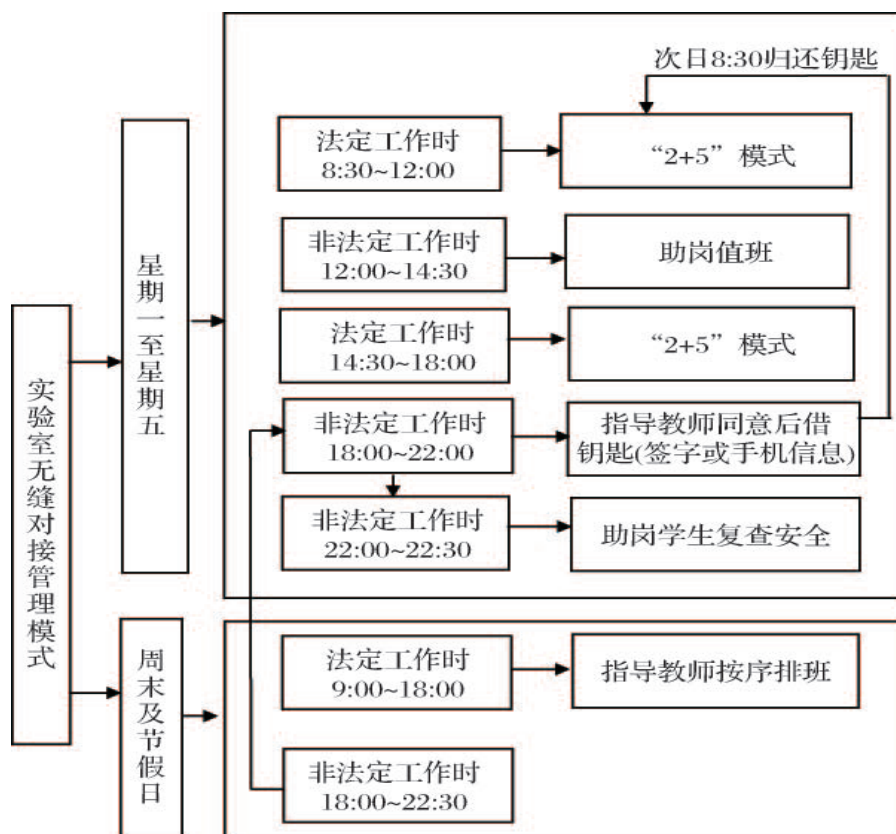 实验室无缝对接管理模式
星期一至星期五
次日8:30归还钥匙
法定工作时
8:30~12:00
“2+5”模式
非法定工作时
12:00~14:30
助岗值班
法定工作时
14:30~18:00
“2+5”模式
非法定工作时
18:00~22:00
指导教师同意后借
钥匙(签字或手机信息)
非法定工作时
22:00~22:30
助岗学生复查安全
周末及节假日
法定工作时
9:00~18:00
指导教师按序排班
非法定工作时
18:00~22:30